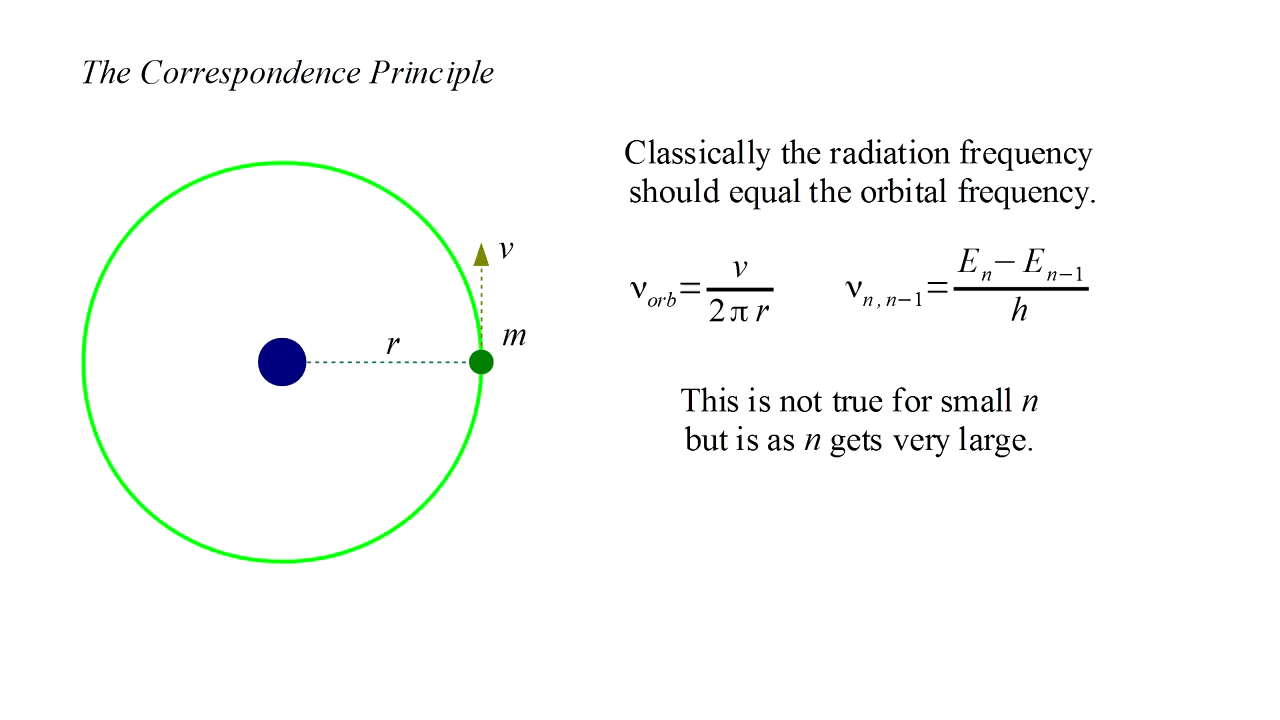 The Correspondence Principle
Classically the radiation frequency
should equal the orbital frequency.
ν_orb = v / (2 π r)
ν_n,n−1 = (E_n − E_n−1) / h
v
m
r
This is not true for small n
but is as n gets very large.